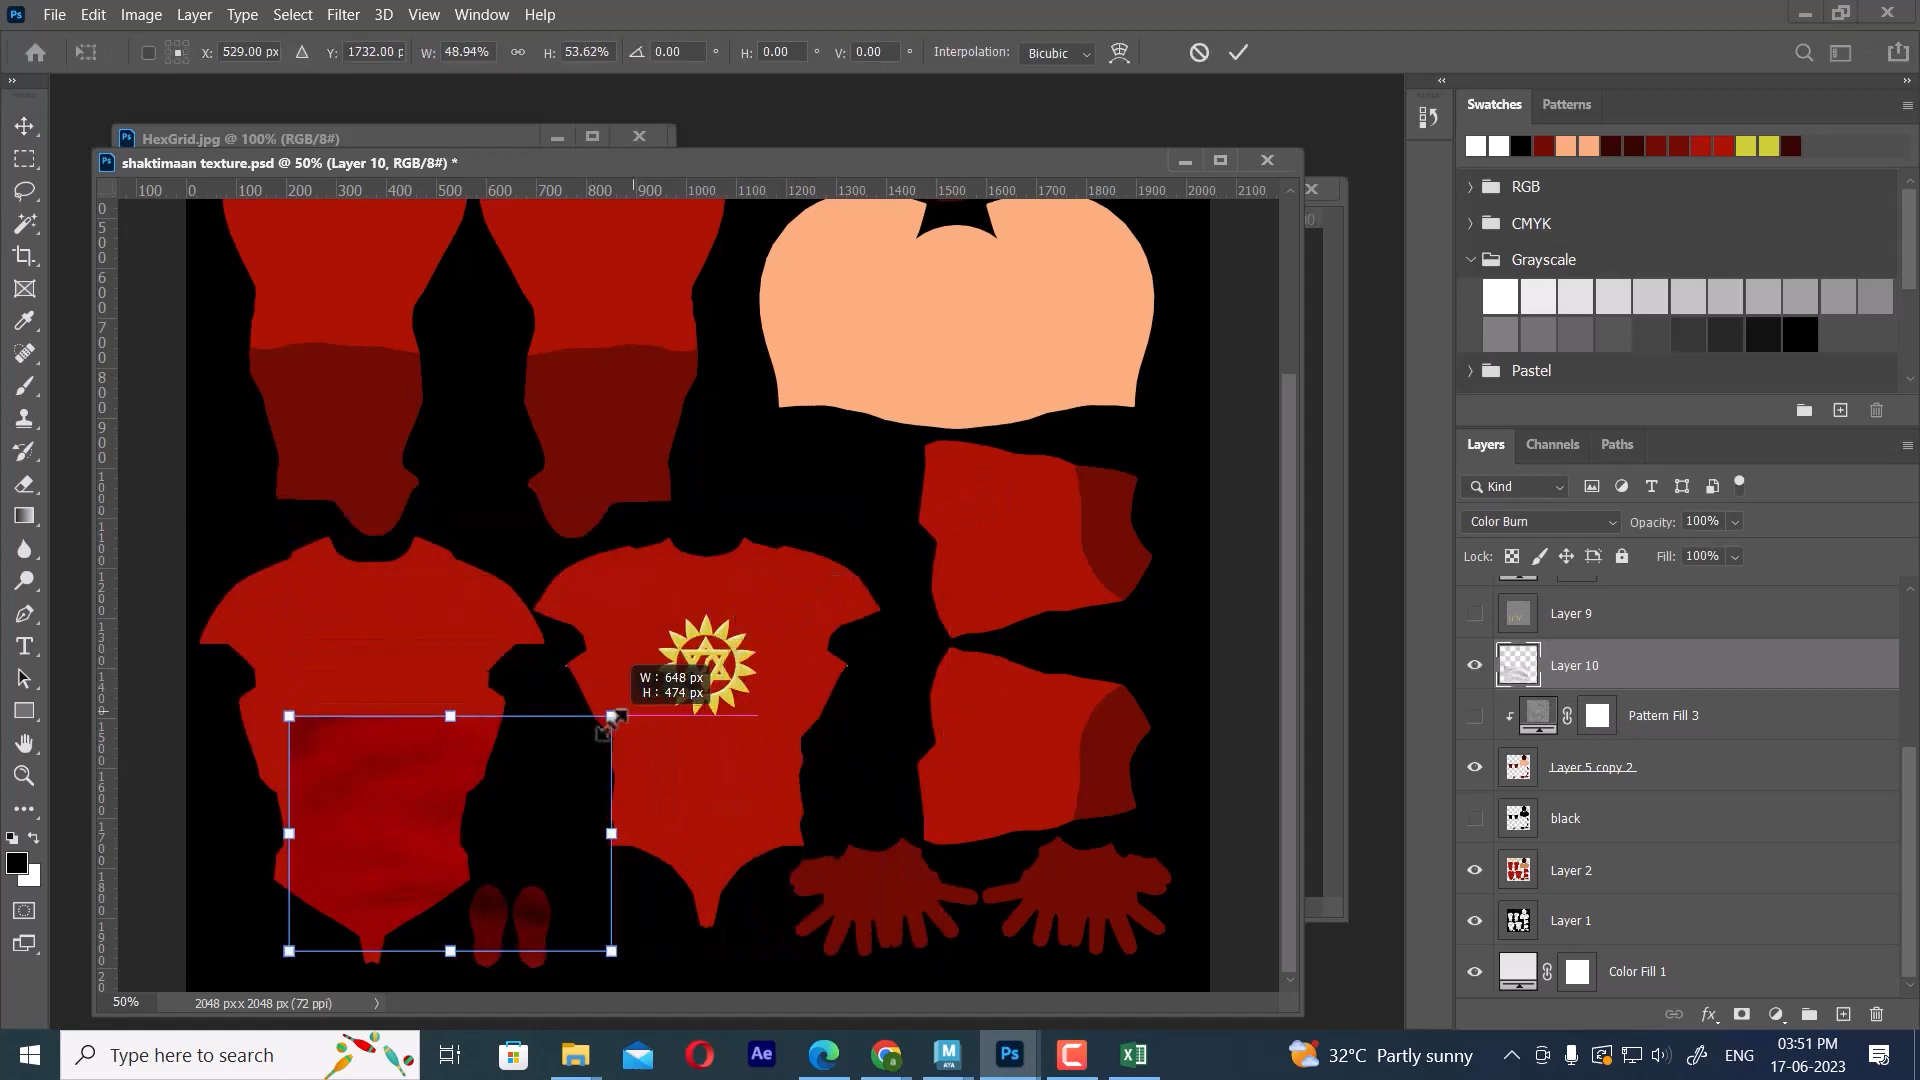 Ps File Edit Image Layer Type Select Filter 3D View Window Help
X: 529.00 px Y: 1732.00 p W: 48.94% H: 53.62% 0.00 ° H: 0.00 ° V: 0.00 ° Interpolation: Bicubic
HexGrid.jpg @ 100% (RGB/8#)
shaktimaan texture.psd @ 50% (Layer 10, RGB/8#) *
100 0 100 200 300 400 500 600 700 800 900 1000 1100 1200 1300 1400 1500 1600 1700 1800 1900 2000 2100
W: 648 px
H: 474 px
50% 2048 px x 2048 px (72 ppi)
Swatches Patterns
RGB
CMYK
Grayscale
Pastel
Layers Channels Paths
Kind
Color Burn Opacity: 100%
Lock: Fill: 100%
Layer 9
Layer 10
Pattern Fill 3
Layer 5 copy 2
black
Layer 2
Layer 1
Color Fill 1
Type here to search
Ae
Ps
32°C Partly sunny
ENG
03:51 PM
17-06-2023